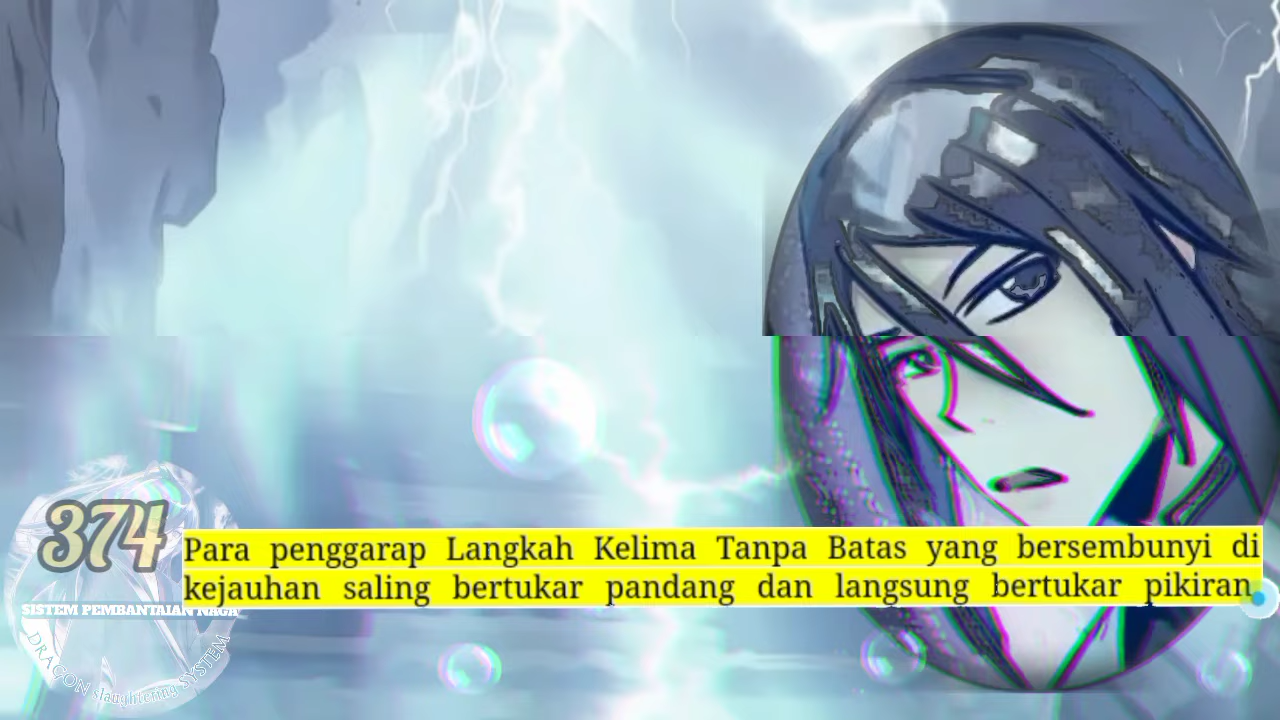 374
Para penggarap Langkah Kelima Tanpa Batas yang bersembunyi di
kejauhan saling bertukar pandang dan langsung bertukar pikiran.
SISTEM PEMBANTAIAN NAGA
DRAGON slaughtering SYSTEM